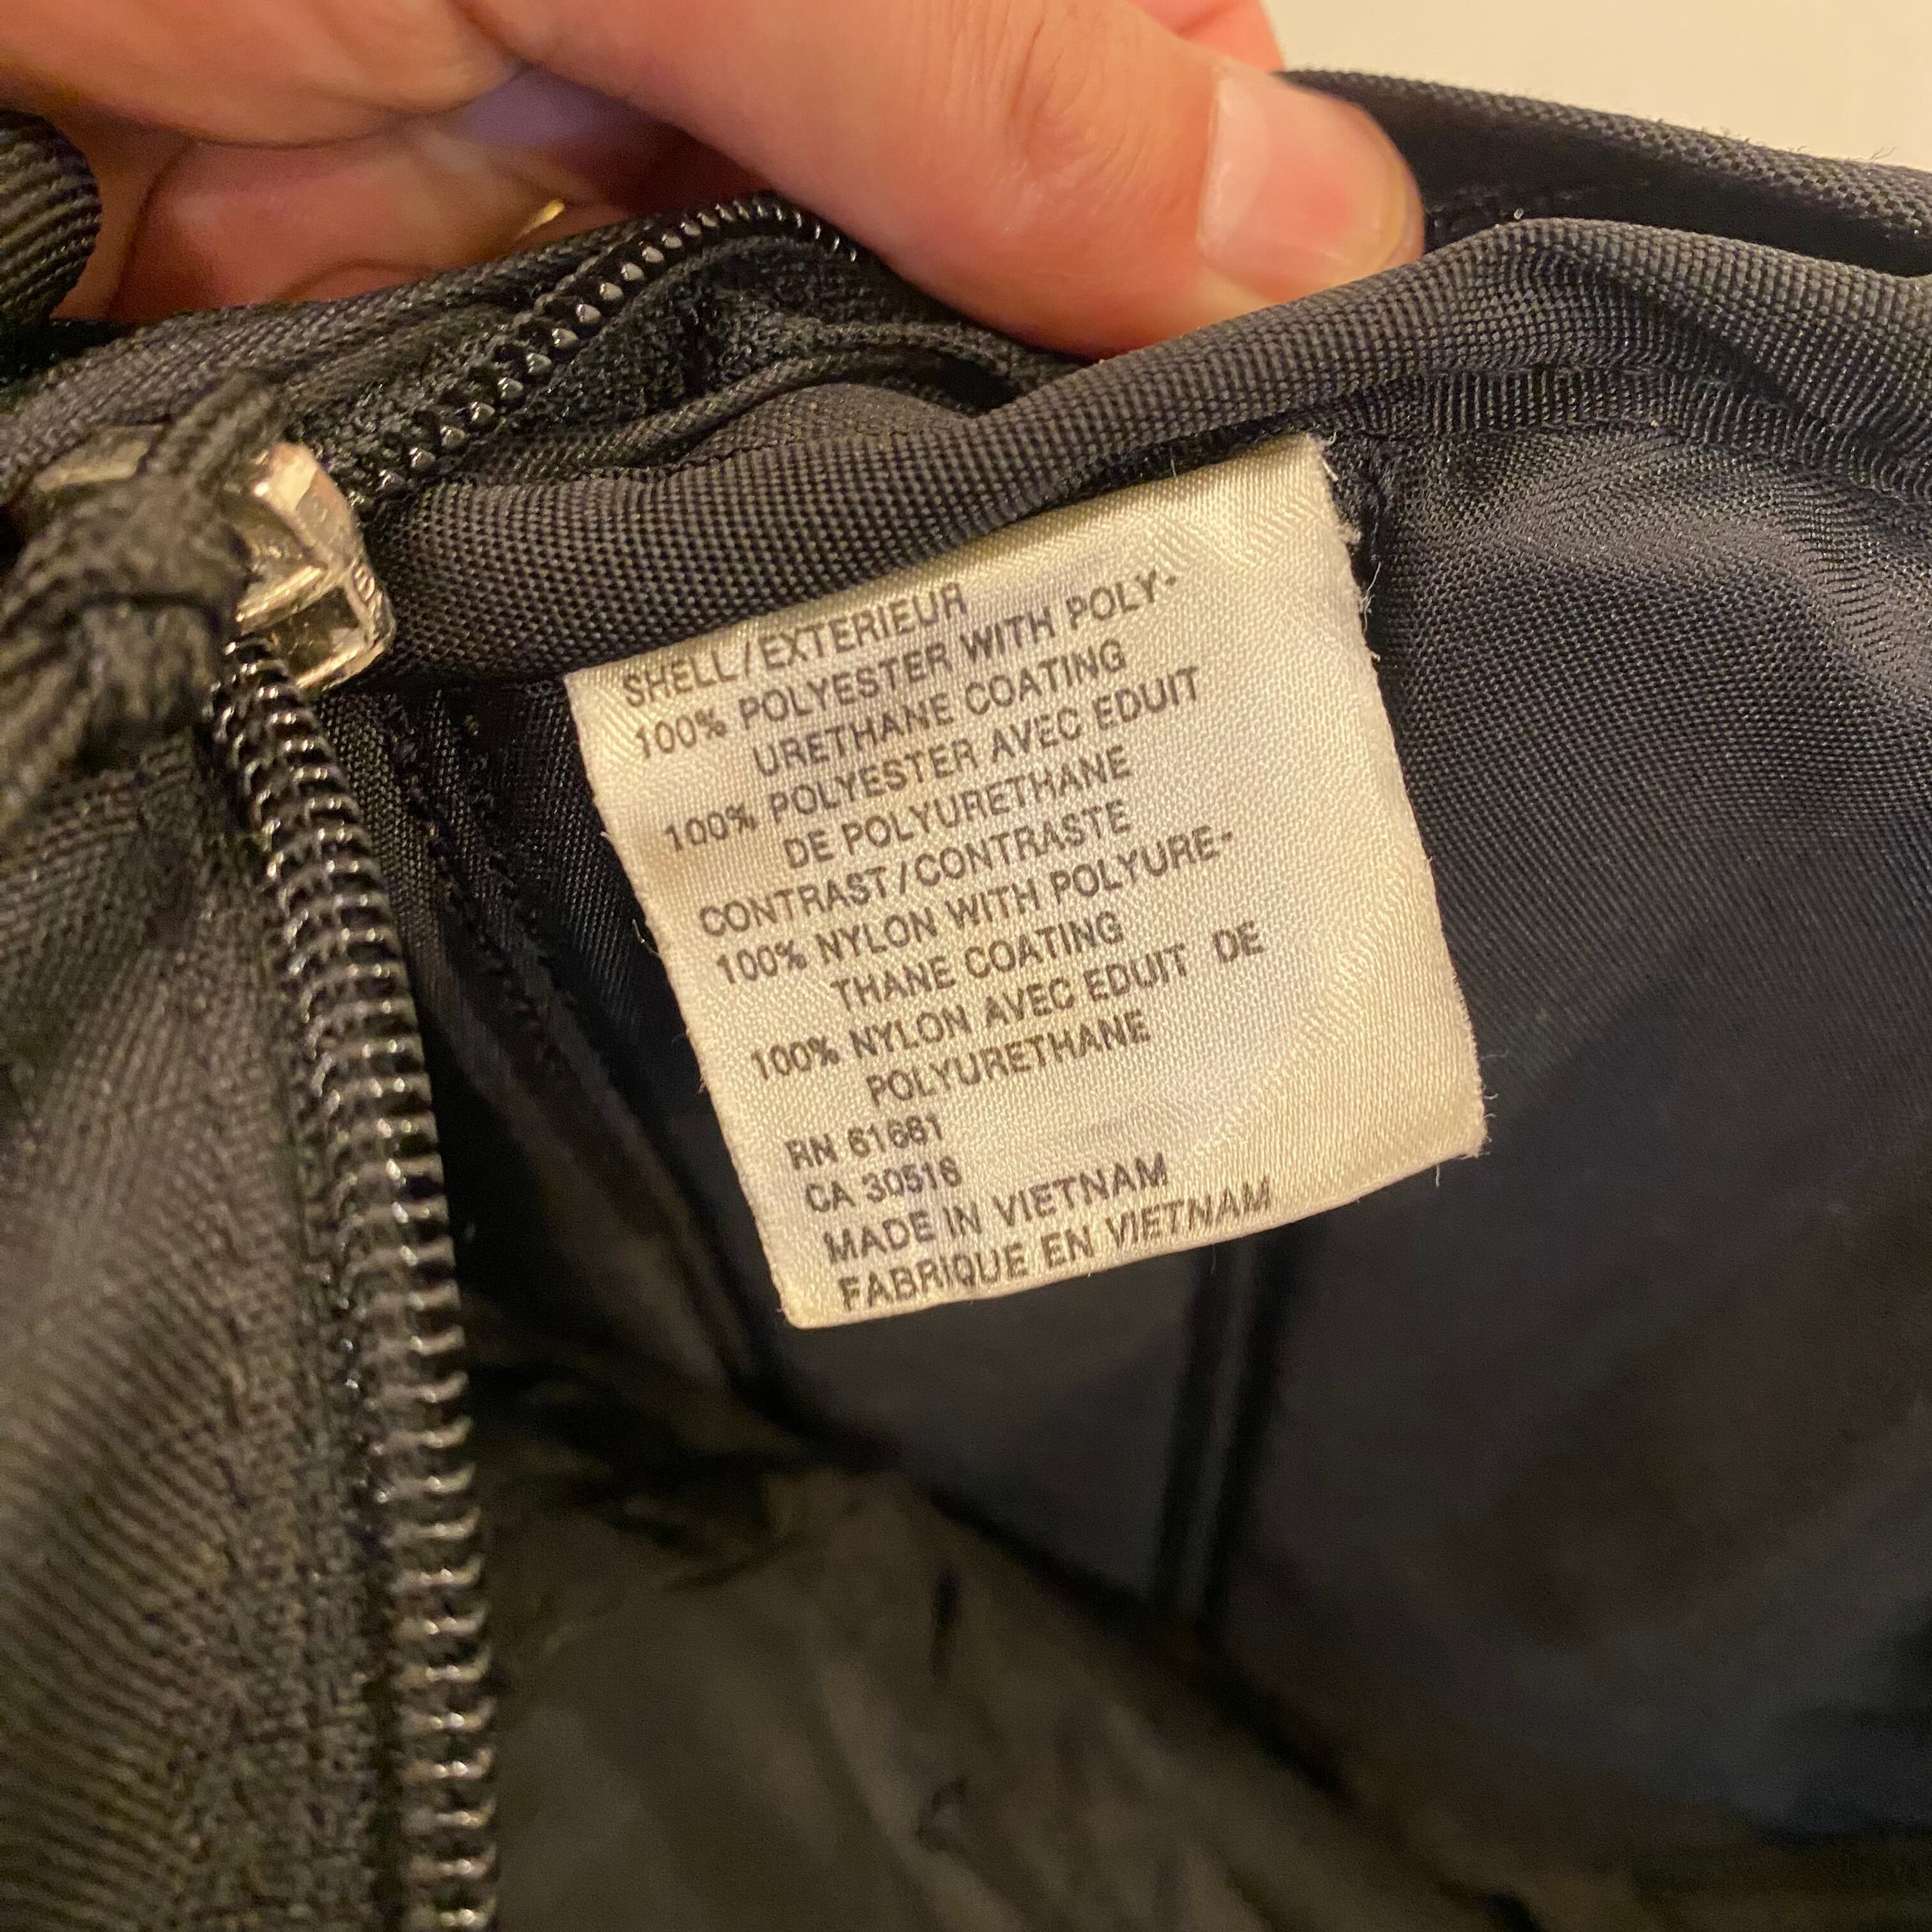 SHELL/EXTERIEUR
100% POLYESTER WITH POLY-
URETHANE COATING
100% POLYESTER AVEC EDUIT
DE POLYURETHANE
CONTRAST/CONTRASTE
100% NYLON WITH POLYURE-
THANE COATING
100% NYLON AVEC EDUIT DE
POLYURETHANE
RN 61661
CA 30516
MADE IN VIETNAM
FABRIQUE EN VIETNAM